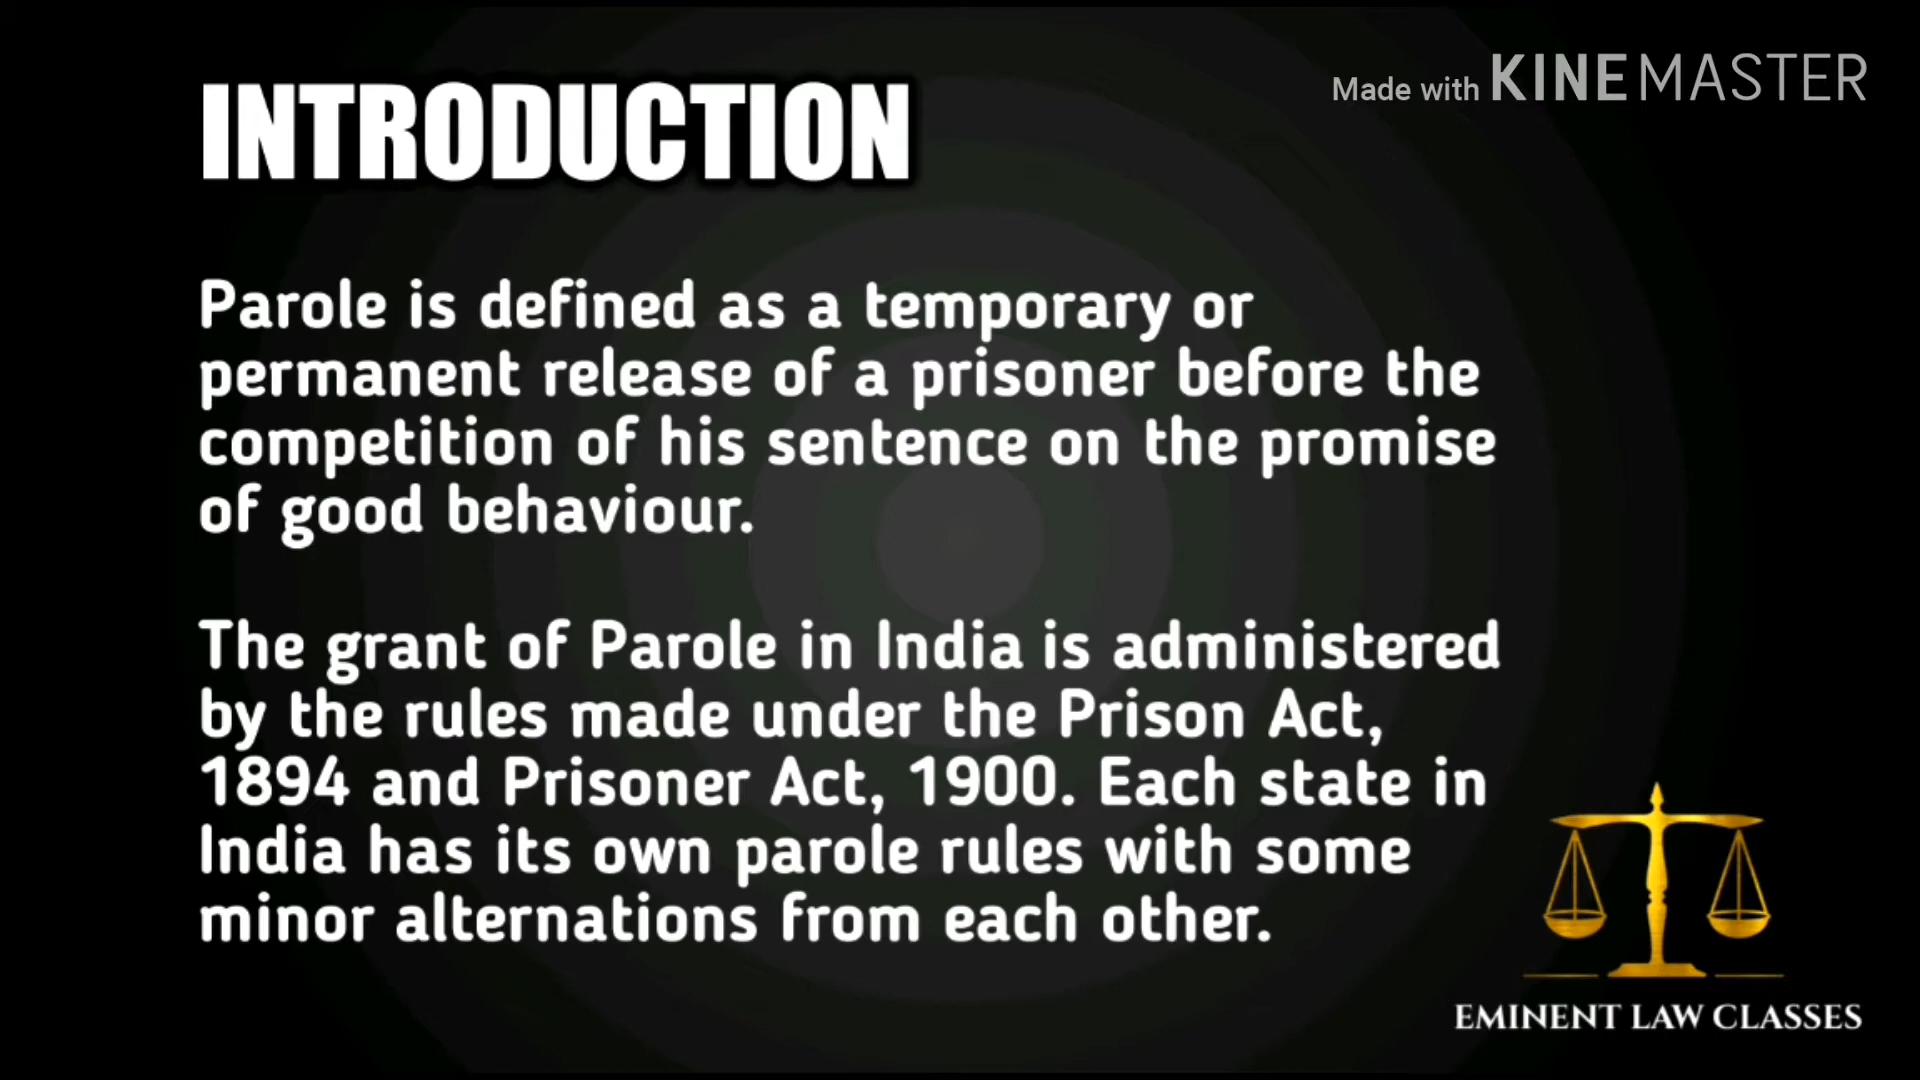 INTRODUCTION
Made with KINEMASTER
Parole is defined as a temporary or
permanent release of a prisoner before the
competition of his sentence on the promise
of good behaviour.
The grant of Parole in India is administered
by the rules made under the Prison Act,
1894 and Prisoner Act, 1900. Each state in
India has its own parole rules with some
minor alternations from each other.
EMINENT LAW CLASSES